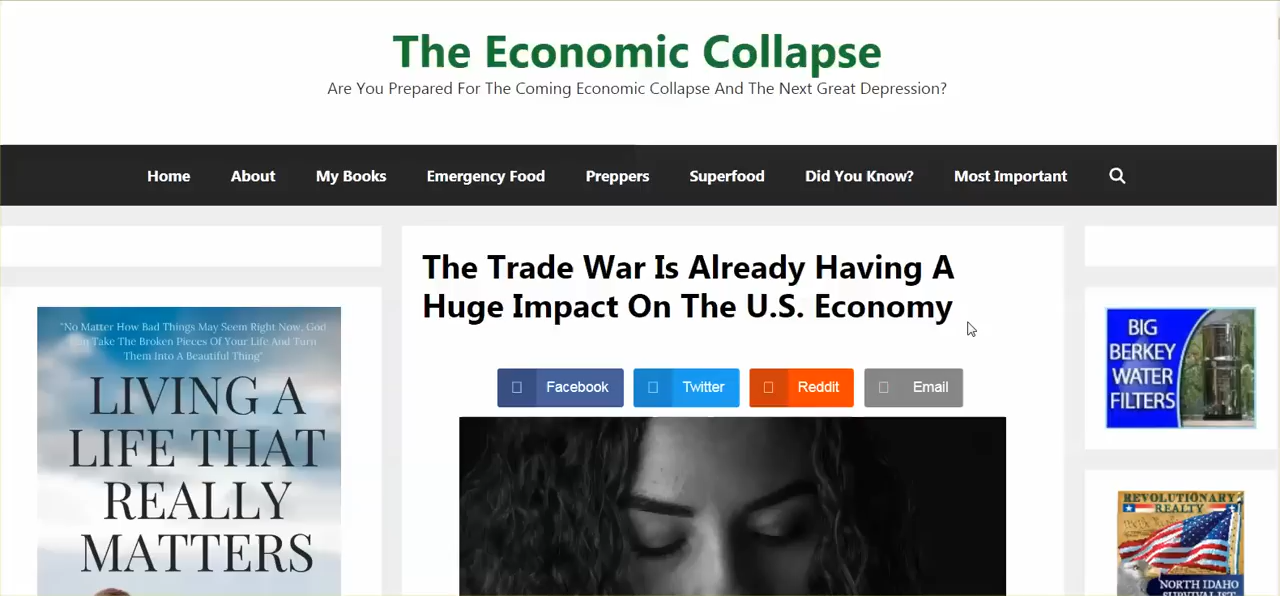 The Economic Collapse
Are You Prepared For The Coming Economic Collapse And The Next Great Depression?
Home About My Books Emergency Food Preppers Superfood Did You Know? Most Important
The Trade War Is Already Having A
Huge Impact On The U.S. Economy
Facebook Twitter Reddit Email
"No Matter How Bad Things May Seem Right Now, God
Can Take The Broken Pieces Of Your Life And Turn
Them Into A Beautiful Thing"
LIVING A
LIFE THAT
REALLY
MATTERS
BIG
BERKEY
WATER
FILTERS
REVOLUTIONARY
REALTY
NORTH IDAHO
SURVIVALIST